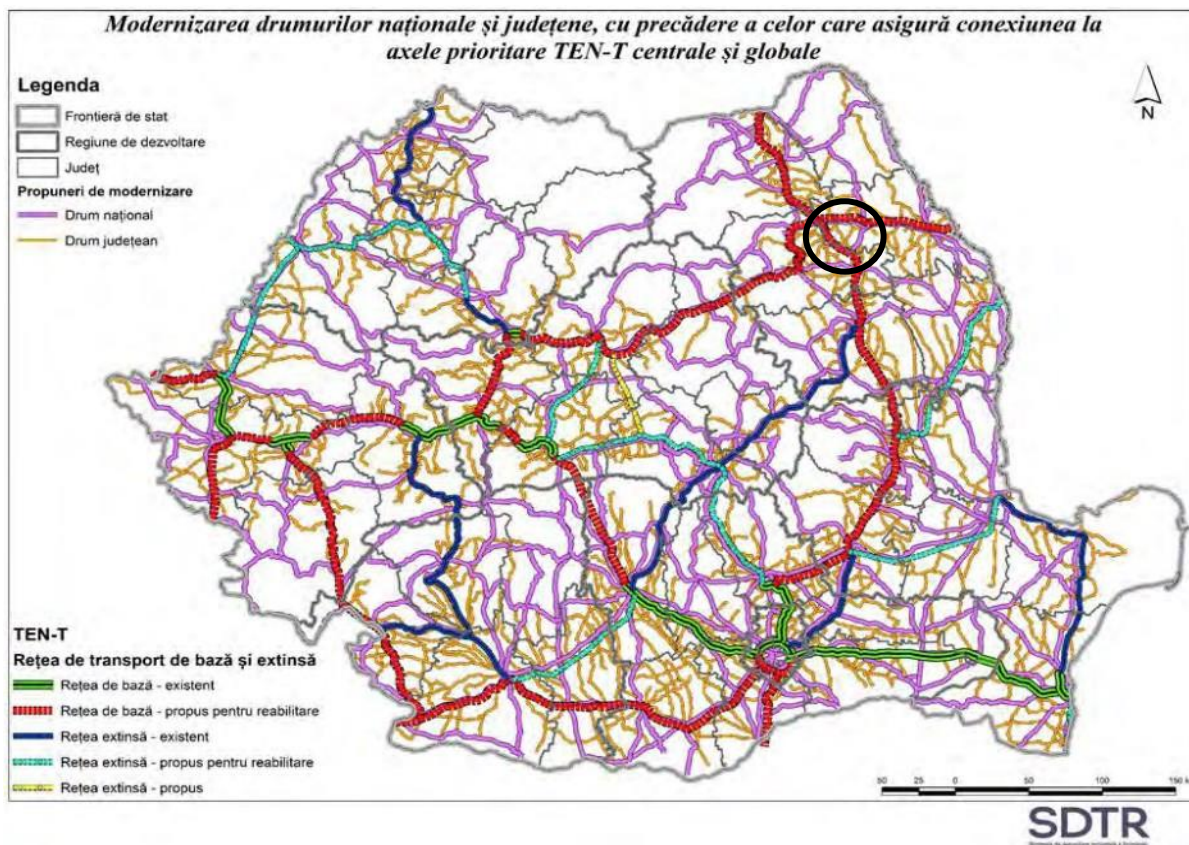 Modernizarea drumurilor naționale și județene, cu precădere a celor care asigură conexiunea la
axele prioritare TEN-T centrale și globale
Legenda
Frontieră de stat
Regiune de dezvoltare
Județ
Propuneri de modernizare
Drum național
Drum județean
N
TEN-T
Rețea de transport de bază și extinsă
Rețea de bază - existent
Rețea de bază - propus pentru reabilitare
Rețea extinsă - existent
Rețea extinsă - propus pentru reabilitare
Rețea extinsă - propus
50 25 0 50 100 150
SDTR